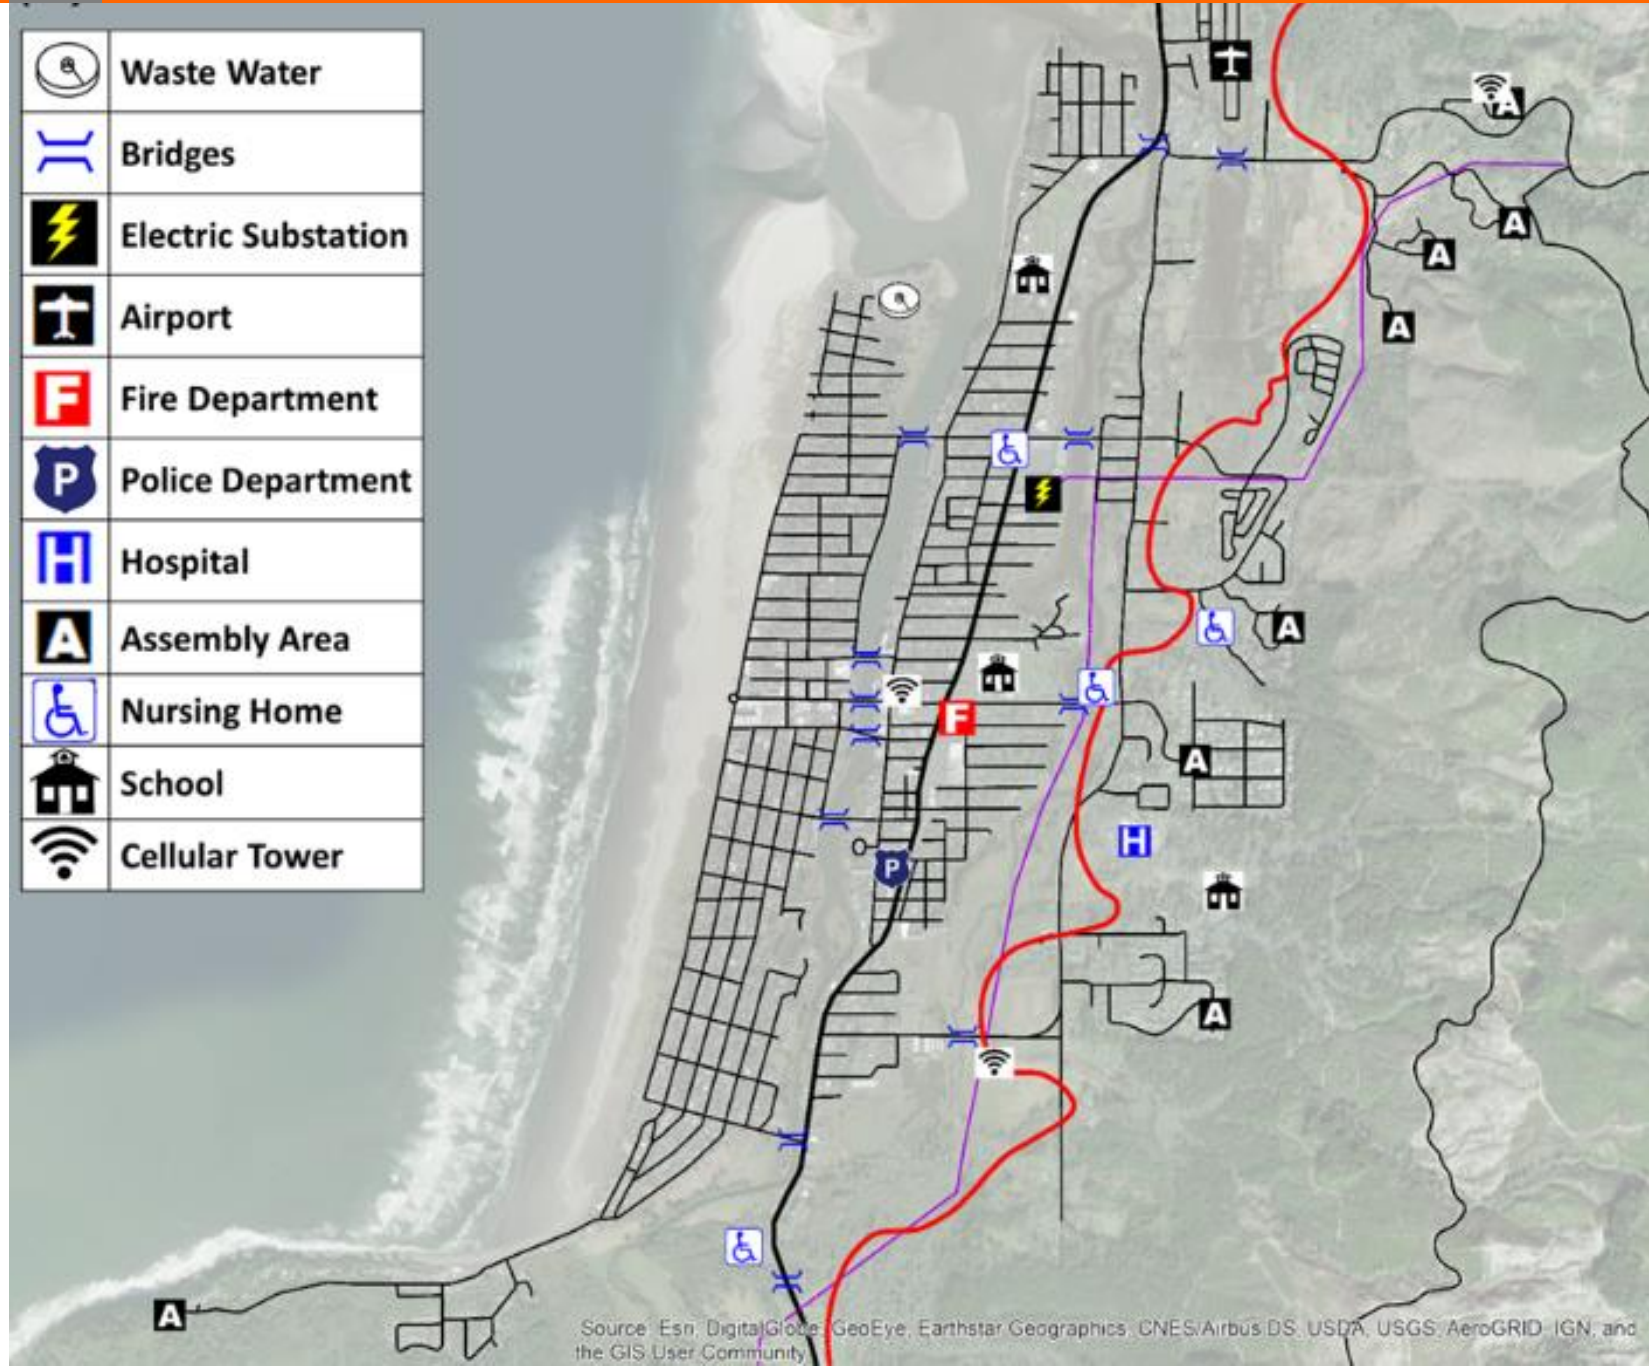 Waste Water
Bridges
Electric Substation
Airport
F Fire Department
P Police Department
H Hospital
A Assembly Area
Nursing Home
School
Cellular Tower
A
A
A
A
A
F
A
H
P
A
A
Source: Esri, DigitalGlobe, GeoEye, Earthstar Geographics, CNES/Airbus DS, USDA, USGS, AeroGRID, IGN, and
the GIS User Community